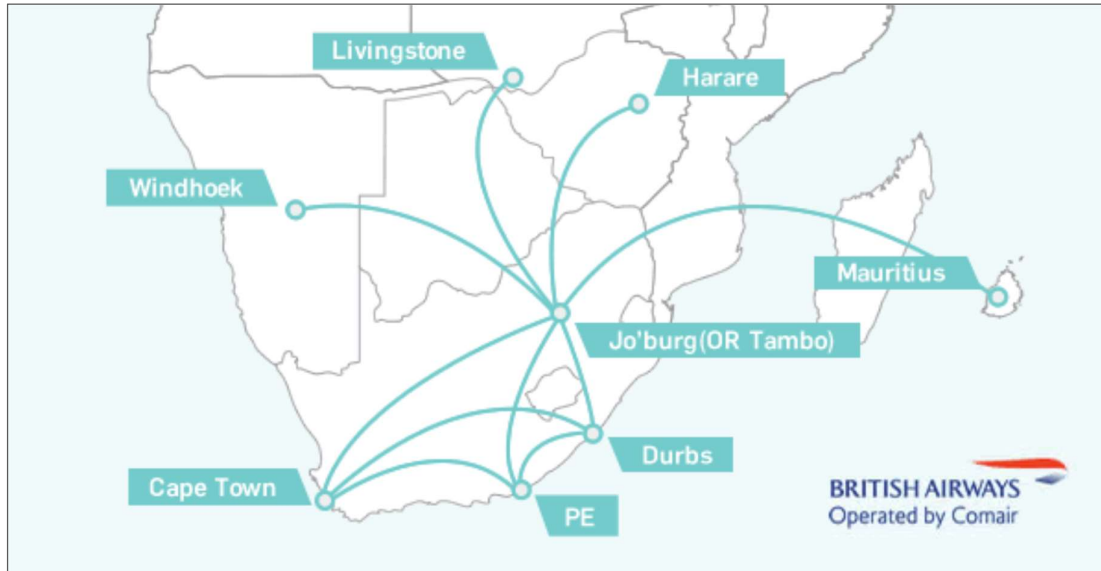 Livingstone
Harare
Windhoek
Mauritius
Jo'burg(OR Tambo)
Durbs
Cape Town
PE
BRITISH AIRWAYS
Operated by Comair